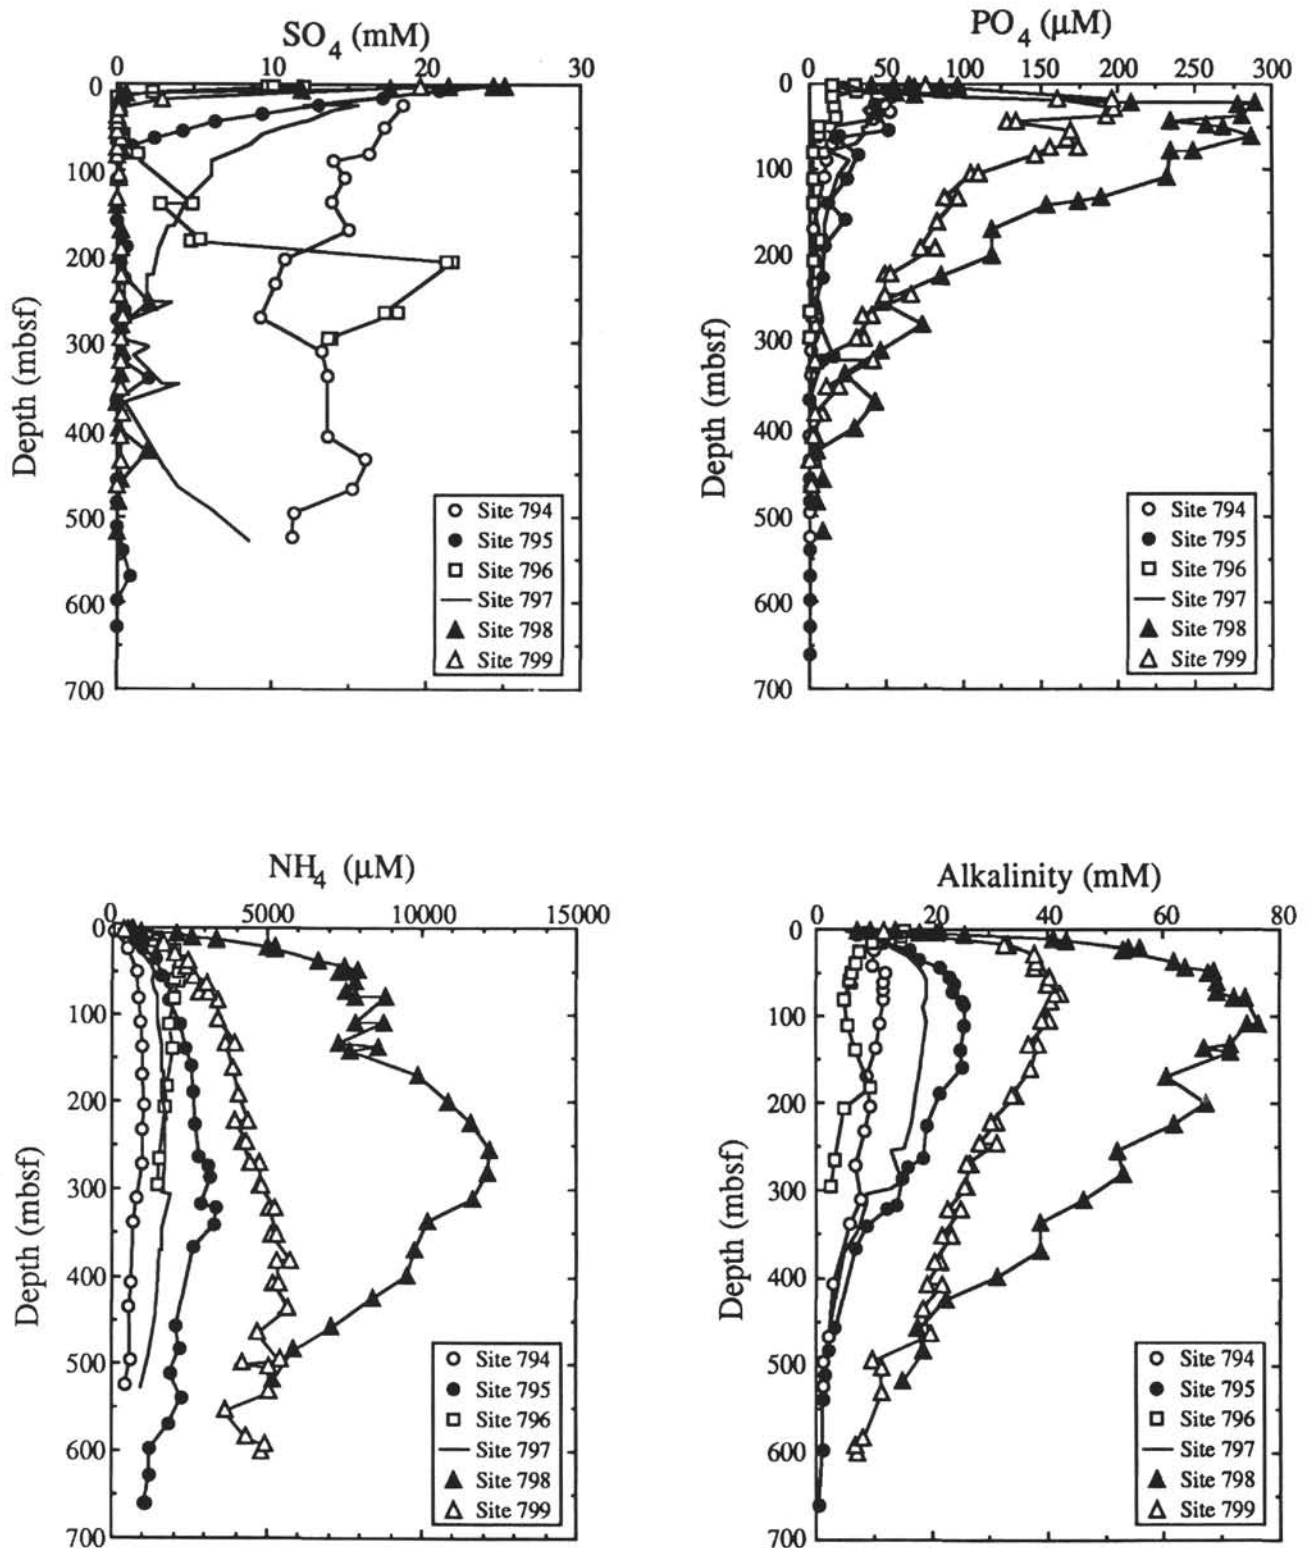 SO4 (mM)
0 10 20 30
0
100
200
300
400
500
600
700
Depth (mbsf)
Site 794
Site 795
Site 796
Site 797
Site 798
Site 799
PO4 (μM)
0 50 100 150 200 250 300
0
100
200
300
400
500
600
700
Depth (mbsf)
Site 794
Site 795
Site 796
Site 797
Site 798
Site 799
NH4 (μM)
0 5000 10000 15000
0
100
200
300
400
500
600
700
Depth (mbsf)
Site 794
Site 795
Site 796
Site 797
Site 798
Site 799
Alkalinity (mM)
0 20 40 60 80
0
100
200
300
400
500
600
700
Depth (mbsf)
Site 794
Site 795
Site 796
Site 797
Site 798
Site 799